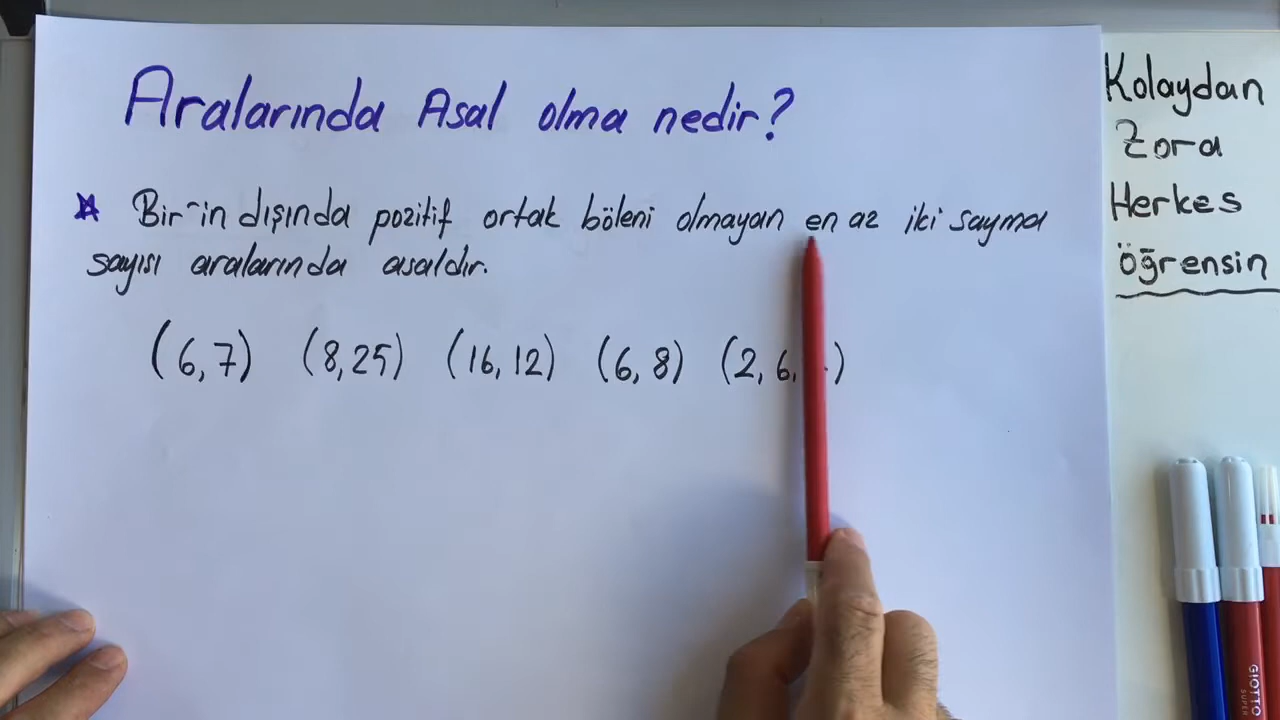 Aralarında Asal olma nedir?
Bir'in dışında pozitif ortak böleni olmayan en az iki sayma
sayısı aralarında asaldır.
(6,7) (8,25) (16,12) (6,8) (2,6, )
Kolaydan
Zora
Herkes
öğrensin
GIOTTO